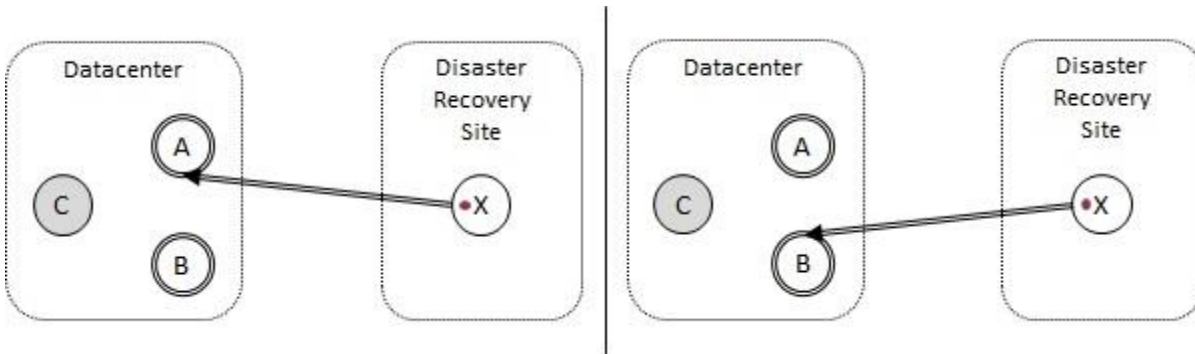 Datacenter
Disaster
Recovery
Site
A
C
X
B
Datacenter
Disaster
Recovery
Site
A
C
X
B